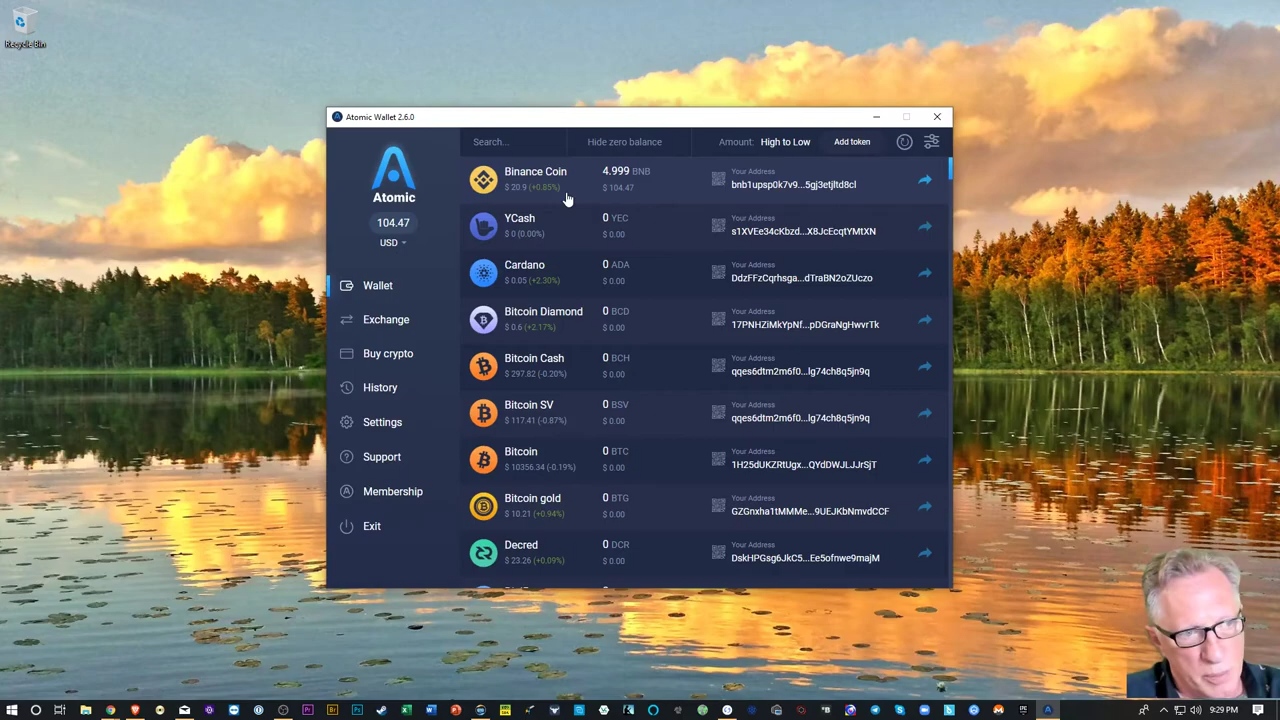 Recycle Bin
Atomic Wallet 2.6.0
Atomic
104.47
USD
Wallet
Exchange
Buy crypto
History
Settings
Support
Membership
Exit
Search...
Hide zero balance
Amount: High to Low
Add token
Binance Coin 4.999 BNB Your Address
$ 20.9 (+0.85%) $ 104.47 bnb1upsp0k7v9...5gj3etjltd8cl
YCash 0 YEC Your Address
$ 0 (0.00%) $ 0.00 s1XVEe34cKbzd...X8JcEcqtYMtXN
Cardano 0 ADA Your Address
$ 0.05 (+2.30%) $ 0.00 DdzFFzCqrhsga...dTraBN2oZUczo
Bitcoin Diamond 0 BCD Your Address
$ 0.6 (+2.17%) $ 0.00 17PNHZiMkYpNf...pDGraNgHwvrTk
Bitcoin Cash 0 BCH Your Address
$ 297.82 (-0.20%) $ 0.00 qqes6dtm2m6f0...lg74ch8q5jn9q
Bitcoin SV 0 BSV Your Address
$ 117.41 (-0.87%) $ 0.00 qqes6dtm2m6f0...lg74ch8q5jn9q
Bitcoin 0 BTC Your Address
$ 10356.34 (-0.19%) $ 0.00 1H25dUKZRtUgx...QYdDWJLJJrSjT
Bitcoin gold 0 BTG Your Address
$ 10.21 (+0.94%) $ 0.00 GZGnxha1tMMMe...9UEJKbNmvdCCF
Decred 0 DCR Your Address
$ 23.26 (+0.09%) $ 0.00 DskHPGsg6JkC5...Ee5ofnwe9majM
9:29 PM